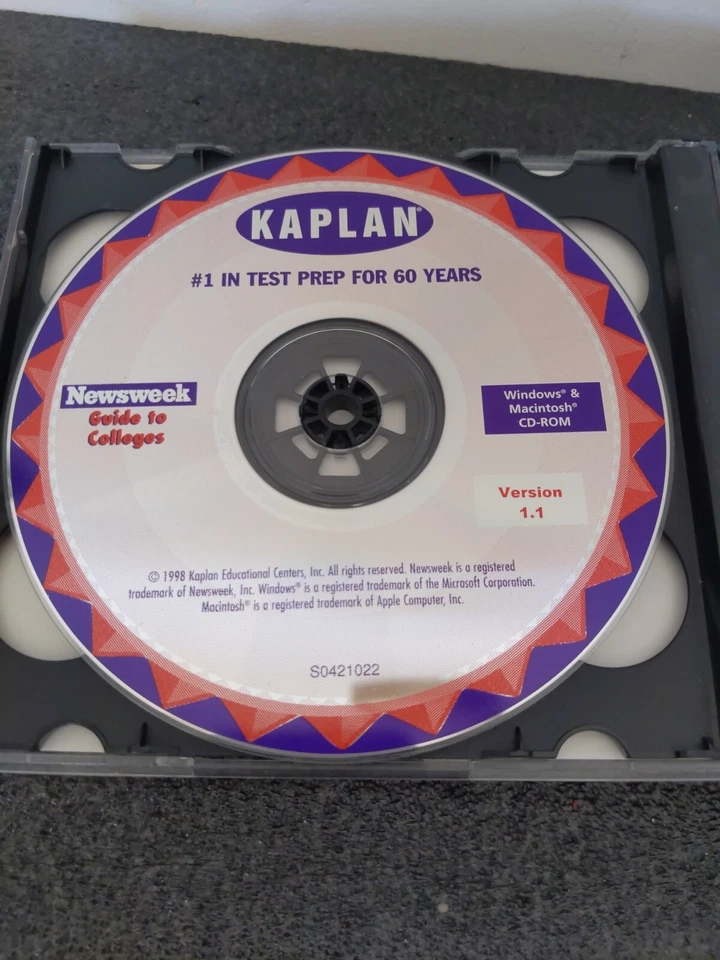 KAPLAN®
#1 IN TEST PREP FOR 60 YEARS
Newsweek
Guide to
Colleges
Windows® &
Macintosh®
CD-ROM
Version
1.1
© 1998 Kaplan Educational Centers, Inc. All rights reserved. Newsweek is a registered
trademark of Newsweek, Inc. Windows® is a registered trademark of the Microsoft Corporation.
Macintosh® is a registered trademark of Apple Computer, Inc.
S0421022